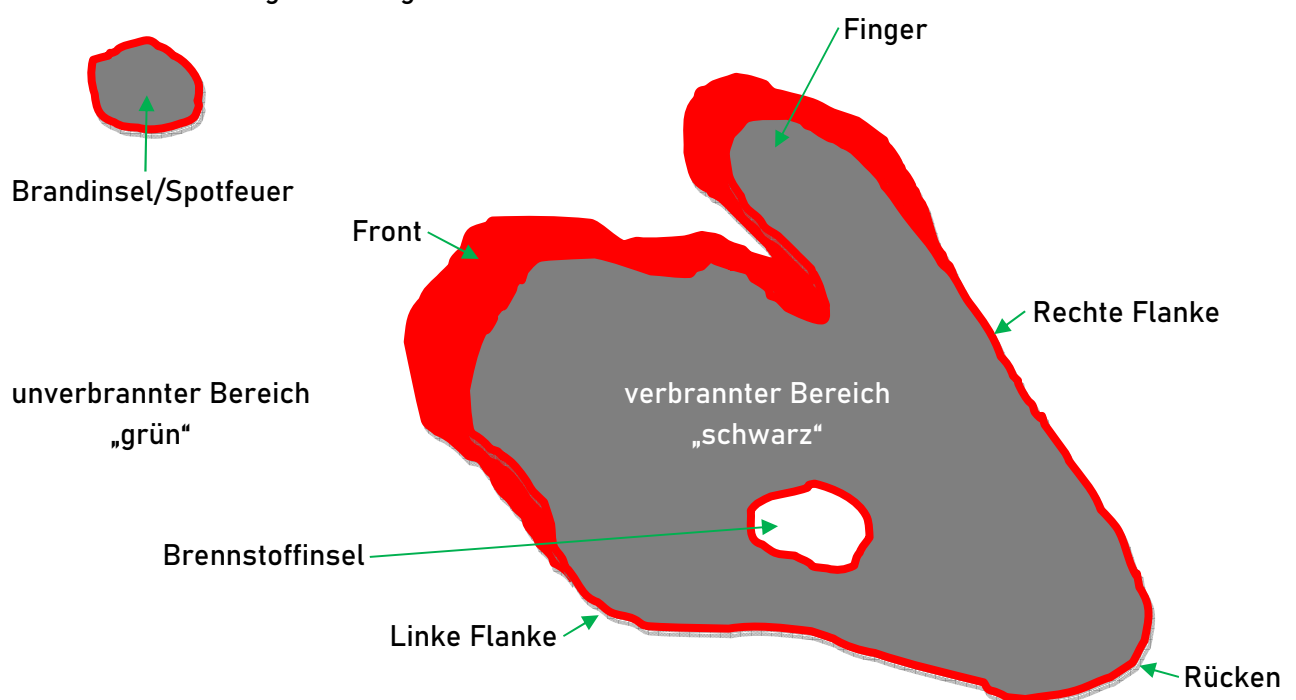 Finger
Brandinsel/Spotfeuer
Front
Rechte Flanke
unverbrannter Bereich
„grün“
verbrannter Bereich
„schwarz“
Brennstoffinsel
Linke Flanke
Rücken